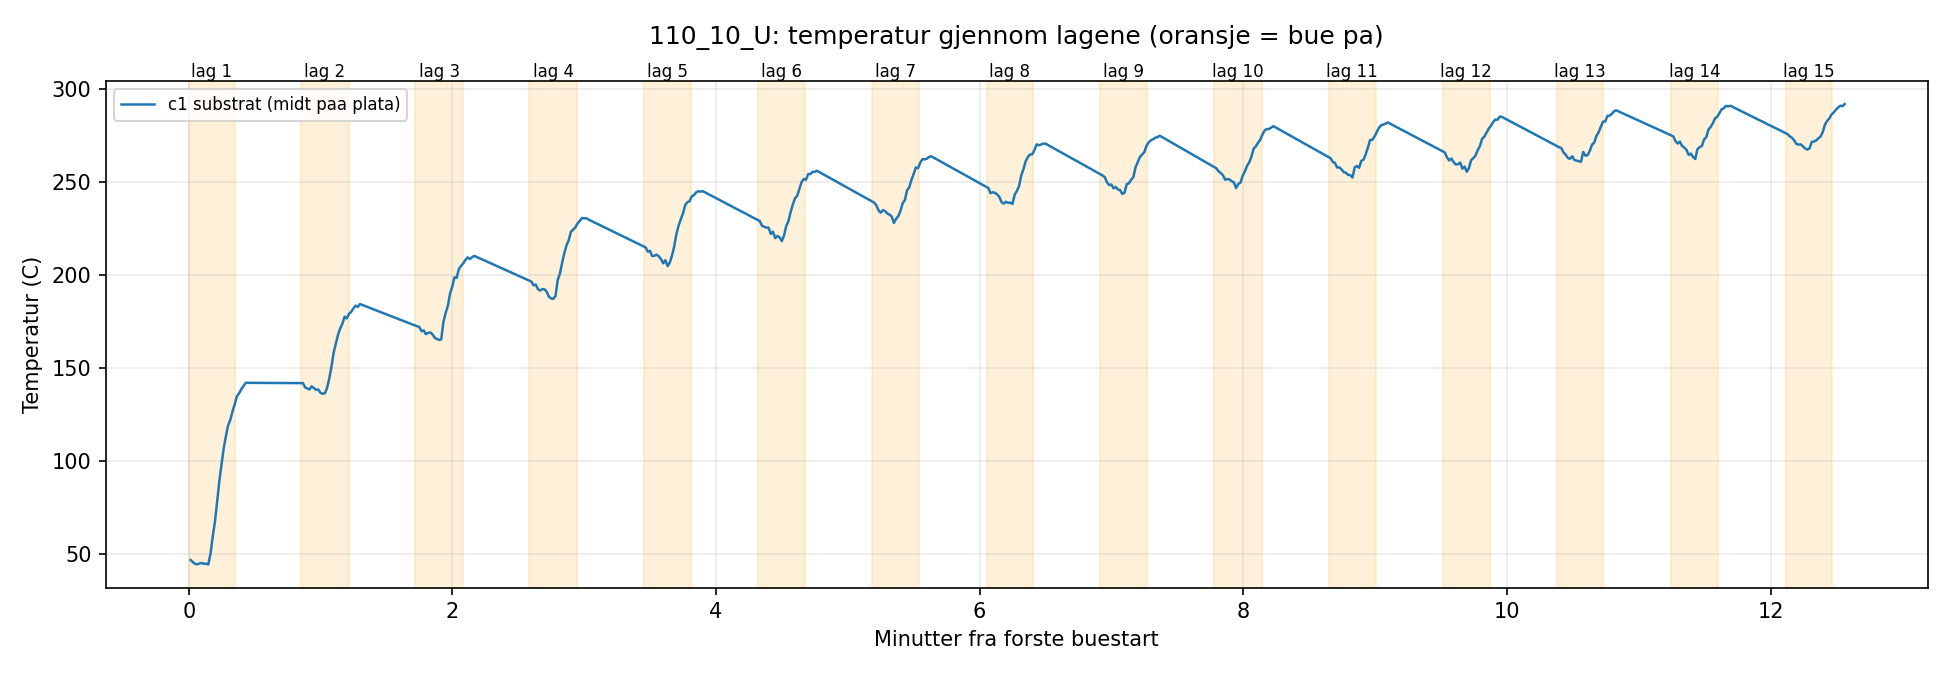 110_10_U: temperatur gjennom lagene (oransje = bue pa)
lag 1 lag 2 lag 3 lag 4 lag 5 lag 6 lag 7 lag 8 lag 9 lag 10 lag 11 lag 12 lag 13 lag 14 lag 15
c1 substrat (midt paa plata)
Temperatur (C)
300
250
200
150
100
50
0 2 4 6 8 10 12
Minutter fra forste buestart